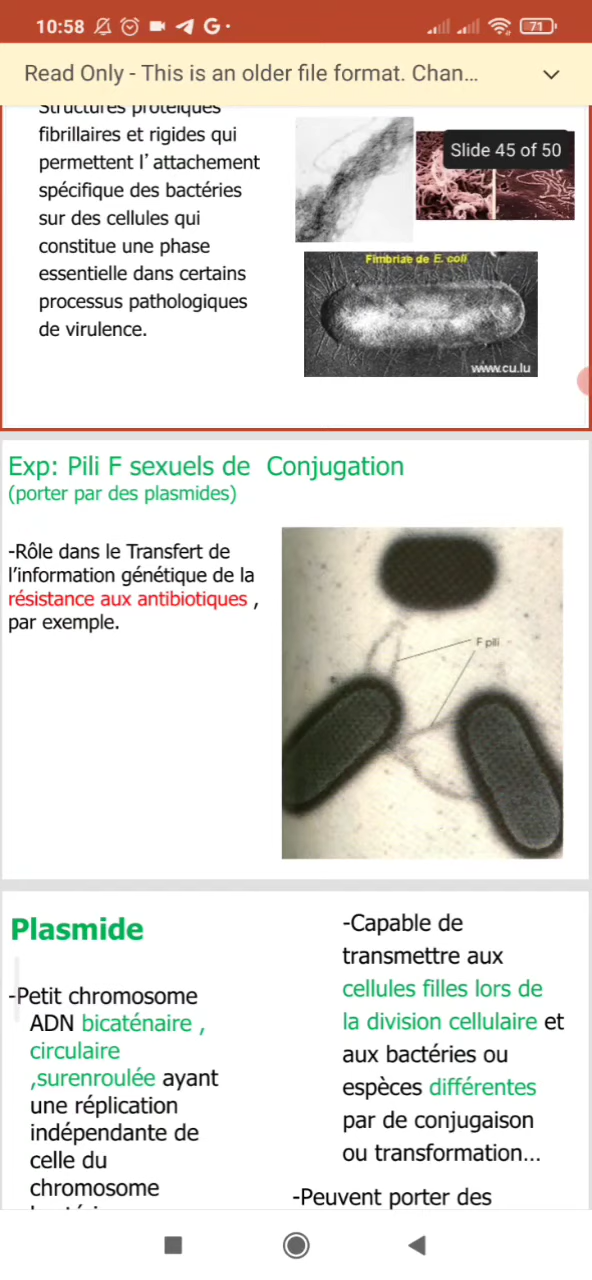 10:58 G
71
Read Only - This is an older file format. Chan...
Structures protéiques
fibrillaires et rigides qui
permettent l'attachement
spécifique des bactéries
sur des cellules qui
constitue une phase
essentielle dans certains
processus pathologiques
de virulence.
Slide 45 of 50
Fimbriae de E. coli
www.cu.lu
Exp: Pili F sexuels de Conjugation
(porter par des plasmides)
-Rôle dans le Transfert de
l'information génétique de la
résistance aux antibiotiques ,
par exemple.
F pili
Plasmide
-Petit chromosome
ADN bicaténaire ,
circulaire
,surenroulée ayant
une réplication
indépendante de
celle du
chromosome
-Capable de
transmettre aux
cellules filles lors de
la division cellulaire et
aux bactéries ou
espèces différentes
par de conjugaison
ou transformation...
-Peuvent porter des